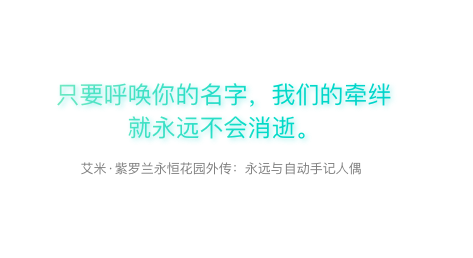 只要呼唤你的名字，我们的牵绊
就永远不会消逝。
艾米·紫罗兰永恒花园外传：永远与自动手记人偶